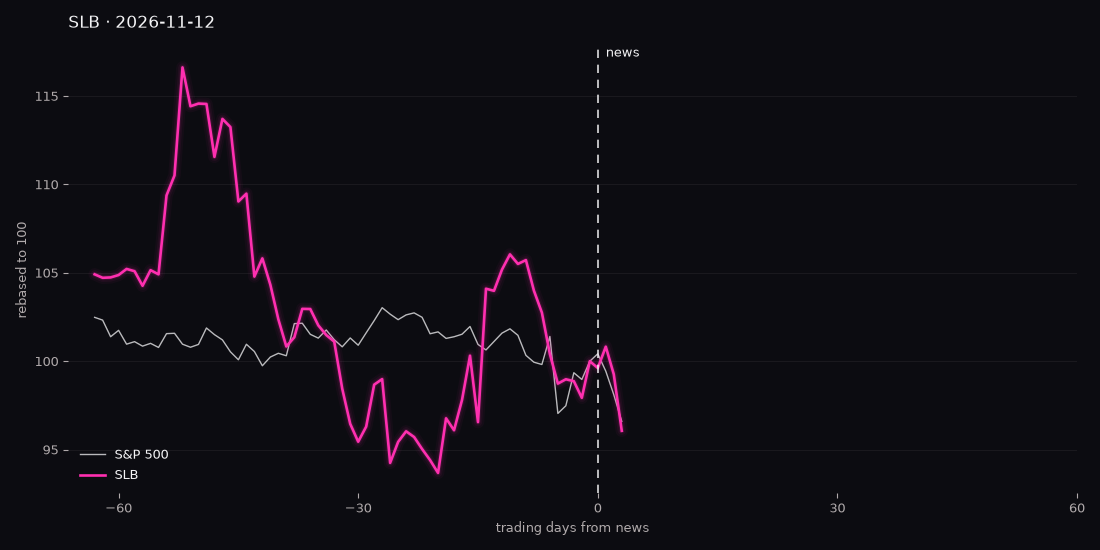 SLB · 2026-11-12
news
115
110
105
100
95
rebased to 100
S&P 500
SLB
−60
−30
0
30
60
trading days from news